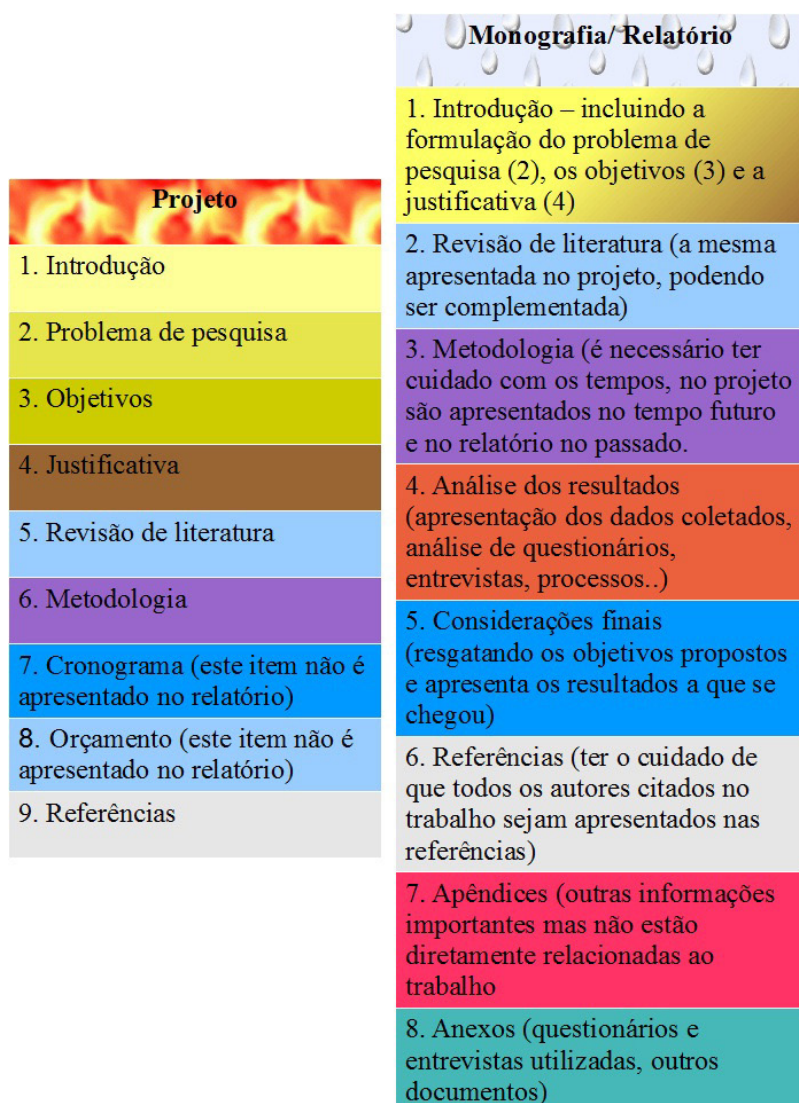 Projeto
1. Introdução
2. Problema de pesquisa
3. Objetivos
4. Justificativa
5. Revisão de literatura
6. Metodologia
7. Cronograma (este item não é
apresentado no relatório)
8. Orçamento (este item não é
apresentado no relatório)
9. Referências
Monografia/ Relatório
1. Introdução – incluindo a
formulação do problema de
pesquisa (2), os objetivos (3) e a
justificativa (4)
2. Revisão de literatura (a mesma
apresentada no projeto, podendo
ser complementada)
3. Metodologia (é necessário ter
cuidado com os tempos, no projeto
são apresentados no tempo futuro
e no relatório no passado.
4. Análise dos resultados
(apresentação dos dados coletados,
análise de questionários,
entrevistas, processos..)
5. Considerações finais
(resgatando os objetivos propostos
e apresenta os resultados a que se
chegou)
6. Referências (ter o cuidado de
que todos os autores citados no
trabalho sejam apresentados nas
referências)
7. Apêndices (outras informações
importantes mas não estão
diretamente relacionadas ao
trabalho
8. Anexos (questionários e
entrevistas utilizadas, outros
documentos)